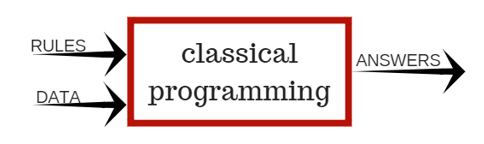 RULES
DATA
classical
programming
ANSWERS